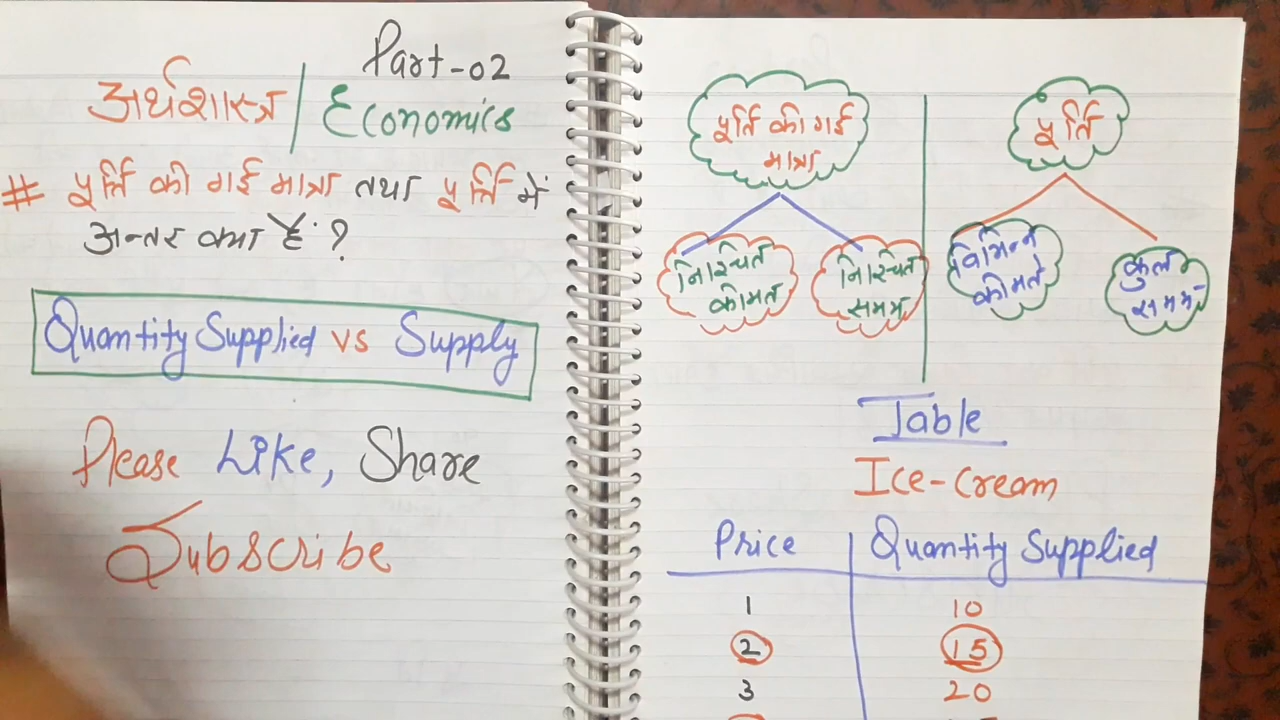 Part-02
अर्थशास्त्र / Economics
# पूर्ति की गई मात्रा तथा पूर्ति में
अन्तर क्या है ?
Quantity Supplied vs Supply
Please Like, Share
Subscribe
पूर्ति की गई
मात्रा
पूर्ति
निश्चित
कीमत
निश्चित
समय
विभिन्न
कीमतें
कुल
समय
Table
Ice-cream
Price Quantity Supplied
1 10
2 15
3 20